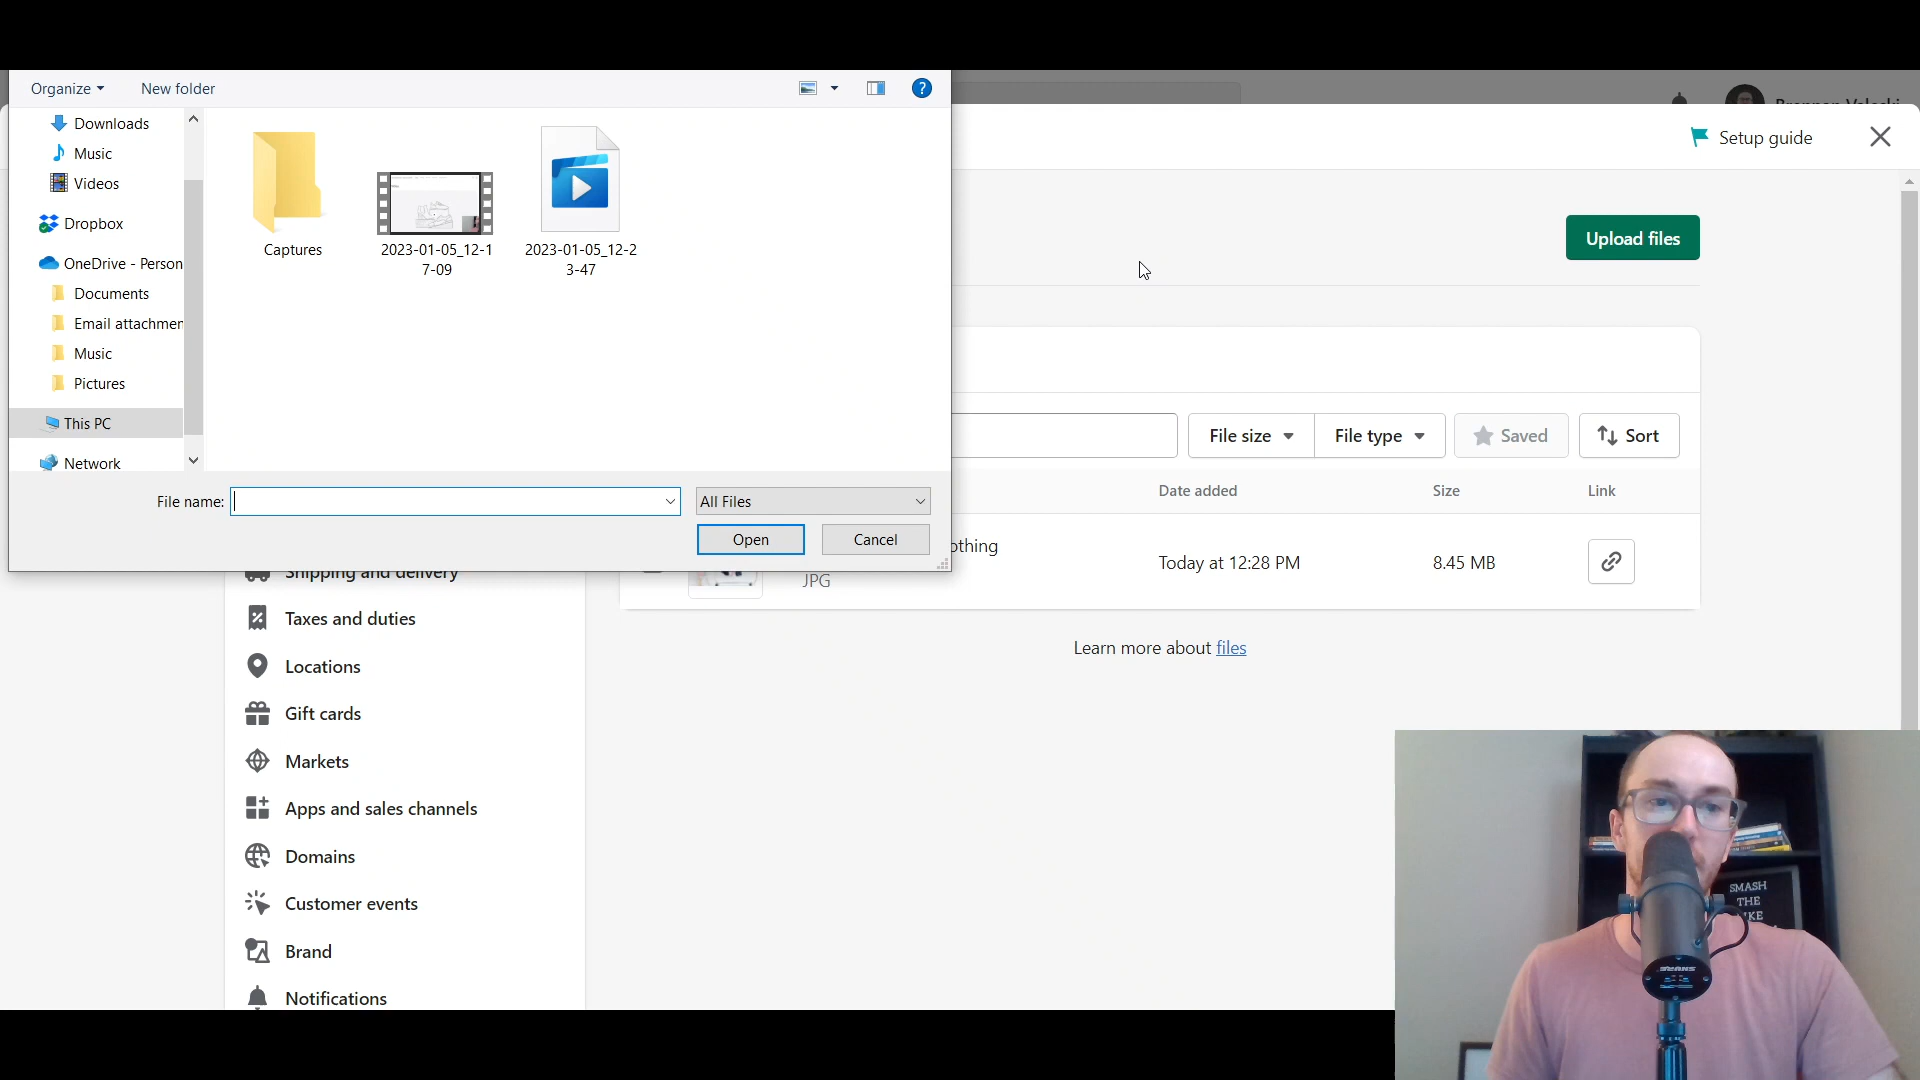 Organize
New folder
Setup guide
Downloads
Music
Videos
Dropbox
OneDrive - Person
Documents
Email attachmen
Music
Pictures
This PC
Network
Captures
2023-01-05_12-1
7-09
2023-01-05_12-2
3-47
File name:
All Files
Open
Cancel
Upload files
File size
File type
Saved
Sort
Date added
Size
Link
othing
JPG
Today at 12:28 PM
8.45 MB
Learn more about files
Shipping and delivery
Taxes and duties
Locations
Gift cards
Markets
Apps and sales channels
Domains
Customer events
Brand
Notifications
SMASH
THE